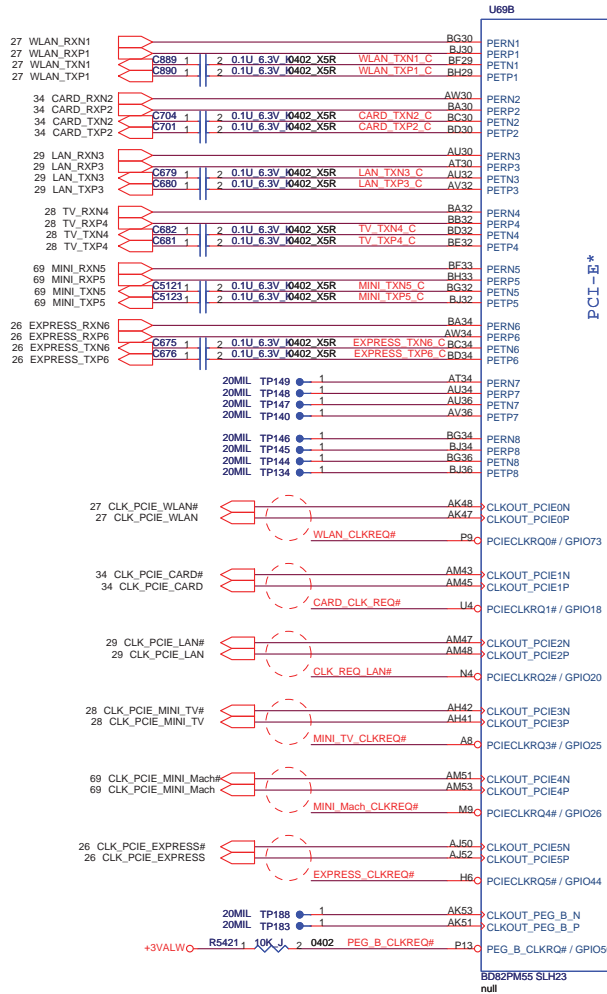 U69B
27 WLAN_RXN1 BG30 PERN1
27 WLAN_RXP1 BJ30 PERP1
27 WLAN_TXN1 C889 1 2 0.1U_6.3V_K0402_X5R WLAN_TXN1_C BF29 PETN1
27 WLAN_TXP1 C890 1 2 0.1U_6.3V_K0402_X5R WLAN_TXP1_C BH29 PETP1
34 CARD_RXN2 AW30 PERN2
34 CARD_RXP2 BA30 PERP2
34 CARD_TXN2 C704 1 2 0.1U_6.3V_K0402_X5R CARD_TXN2_C BC30 PETN2
34 CARD_TXP2 C701 1 2 0.1U_6.3V_K0402_X5R CARD_TXP2_C BD30 PETP2
29 LAN_RXN3 AU30 PERN3
29 LAN_RXP3 AT30 PERP3
29 LAN_TXN3 C679 1 2 0.1U_6.3V_K0402_X5R LAN_TXN3_C AU32 PETN3
29 LAN_TXP3 C680 1 2 0.1U_6.3V_K0402_X5R LAN_TXP3_C AV32 PETP3
28 TV_RXN4 BA32 PERN4
28 TV_RXP4 BB32 PERP4
28 TV_TXN4 C682 1 2 0.1U_6.3V_K0402_X5R TV_TXN4_C BD32 PETN4
28 TV_TXP4 C681 1 2 0.1U_6.3V_K0402_X5R TV_TXP4_C BE32 PETP4
PCI-E*
69 MINI_RXN5 BF33 PERN5
69 MINI_RXP5 BH33 PERP5
69 MINI_TXN5 C5121 1 2 0.1U_6.3V_K0402_X5R MINI_TXN5_C BG32 PETN5
69 MINI_TXP5 C5123 1 2 0.1U_6.3V_K0402_X5R MINI_TXP5_C BJ32 PETP5
26 EXPRESS_RXN6 BA34 PERN6
26 EXPRESS_RXP6 AW34 PERP6
26 EXPRESS_TXN6 C675 1 2 0.1U_6.3V_K0402_X5R EXPRESS_TXN6_C BC34 PETN6
26 EXPRESS_TXP6 C676 1 2 0.1U_6.3V_K0402_X5R EXPRESS_TXP6_C BD34 PETP6
20MIL TP149 1 AT34 PERN7
20MIL TP148 1 AU34 PERP7
20MIL TP147 1 AU36 PETN7
20MIL TP140 1 AV36 PETP7
20MIL TP146 1 BG34 PERN8
20MIL TP145 1 BJ34 PERP8
20MIL TP144 1 BG36 PETN8
20MIL TP134 1 BJ36 PETP8
27 CLK_PCIE_WLAN# AK48 CLKOUT_PCIE0N
27 CLK_PCIE_WLAN AK47 CLKOUT_PCIE0P
WLAN_CLKREQ# P9 PCIECLKRQ0# / GPIO73
34 CLK_PCIE_CARD# AM43 CLKOUT_PCIE1N
34 CLK_PCIE_CARD AM45 CLKOUT_PCIE1P
CARD_CLK_REQ# U4 PCIECLKRQ1# / GPIO18
29 CLK_PCIE_LAN# AM47 CLKOUT_PCIE2N
29 CLK_PCIE_LAN AM48 CLKOUT_PCIE2P
CLK_REQ_LAN# N4 PCIECLKRQ2# / GPIO20
28 CLK_PCIE_MINI_TV# AH42 CLKOUT_PCIE3N
28 CLK_PCIE_MINI_TV AH41 CLKOUT_PCIE3P
MINI_TV_CLKREQ# A8 PCIECLKRQ3# / GPIO25
69 CLK_PCIE_MINI_Mach# AM51 CLKOUT_PCIE4N
69 CLK_PCIE_MINI_Mach AM53 CLKOUT_PCIE4P
MINI_Mach_CLKREQ# M9 PCIECLKRQ4# / GPIO26
26 CLK_PCIE_EXPRESS# AJ50 CLKOUT_PCIE5N
26 CLK_PCIE_EXPRESS AJ52 CLKOUT_PCIE5P
EXPRESS_CLKREQ# H6 PCIECLKRQ5# / GPIO44
20MIL TP188 1 AK53 CLKOUT_PEG_B_N
20MIL TP183 1 AK51 CLKOUT_PEG_B_P
+3VALW R5421 1 10K_J 2 0402 PEG_B_CLKREQ# P13 PEG_B_CLKRQ# / GPIO5
BD82PM55 SLH23
null